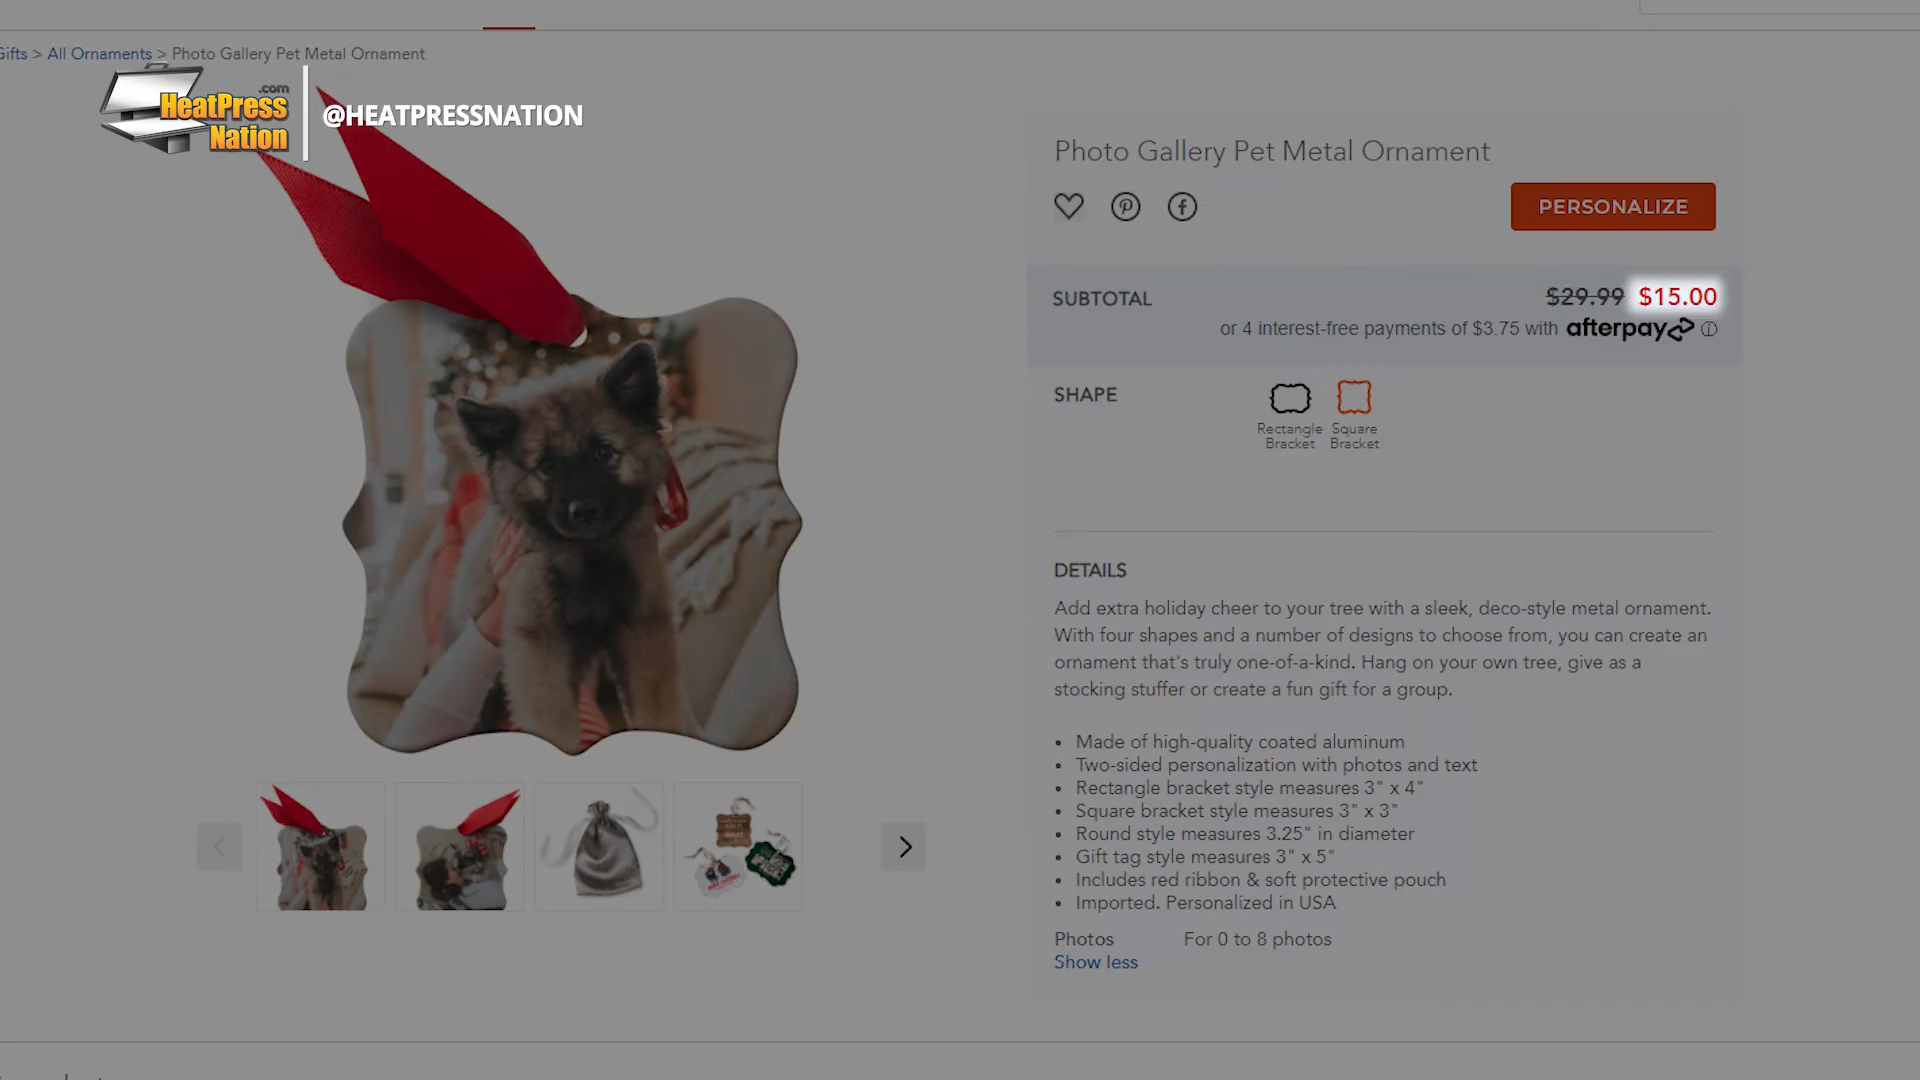 Gifts > All Ornaments > Photo Gallery Pet Metal Ornament
HeatPress
.com
Nation
@HEATPRESSNATION
Photo Gallery Pet Metal Ornament
PERSONALIZE
SUBTOTAL
$29.99 $15.00
or 4 interest-free payments of $3.75 with afterpay
SHAPE
Rectangle
Bracket
Square
Bracket
DETAILS
Add extra holiday cheer to your tree with a sleek, deco-style metal ornament.
With four shapes and a number of designs to choose from, you can create an
ornament that's truly one-of-a-kind. Hang on your own tree, give as a
stocking stuffer or create a fun gift for a group.
• Made of high-quality coated aluminum
• Two-sided personalization with photos and text
• Rectangle bracket style measures 3" x 4"
• Square bracket style measures 3" x 3"
• Round style measures 3.25" in diameter
• Gift tag style measures 3" x 5"
• Includes red ribbon & soft protective pouch
• Imported. Personalized in USA
Photos For 0 to 8 photos
Show less